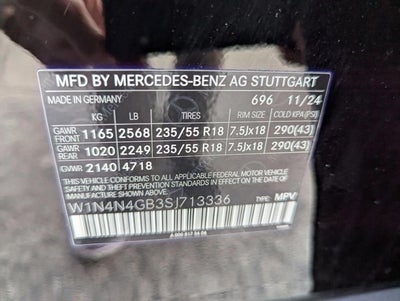 MFD BY MERCEDES-BENZ AG STUTTGART
MADE IN GERMANY 696 11/24
KG LB TIRES RIM SIZE COLD KPA(PSI)
GAWR FRONT 1165 2568 235/55 R18 7.5Jx18 290(43)
GAWR REAR 1020 2249 235/55 R18 7.5Jx18 290(43)
GVWR 2140 4718
THIS VEHICLE CONFORMS TO ALL APPLICABLE FEDERAL
MOTOR VEHICLE SAFETY STANDARDS IN EFFECT ON THE
DATE OF MANUFACTURE SHOWN ABOVE.
W1N4N4GB3SJ713336 TYPE: MPV